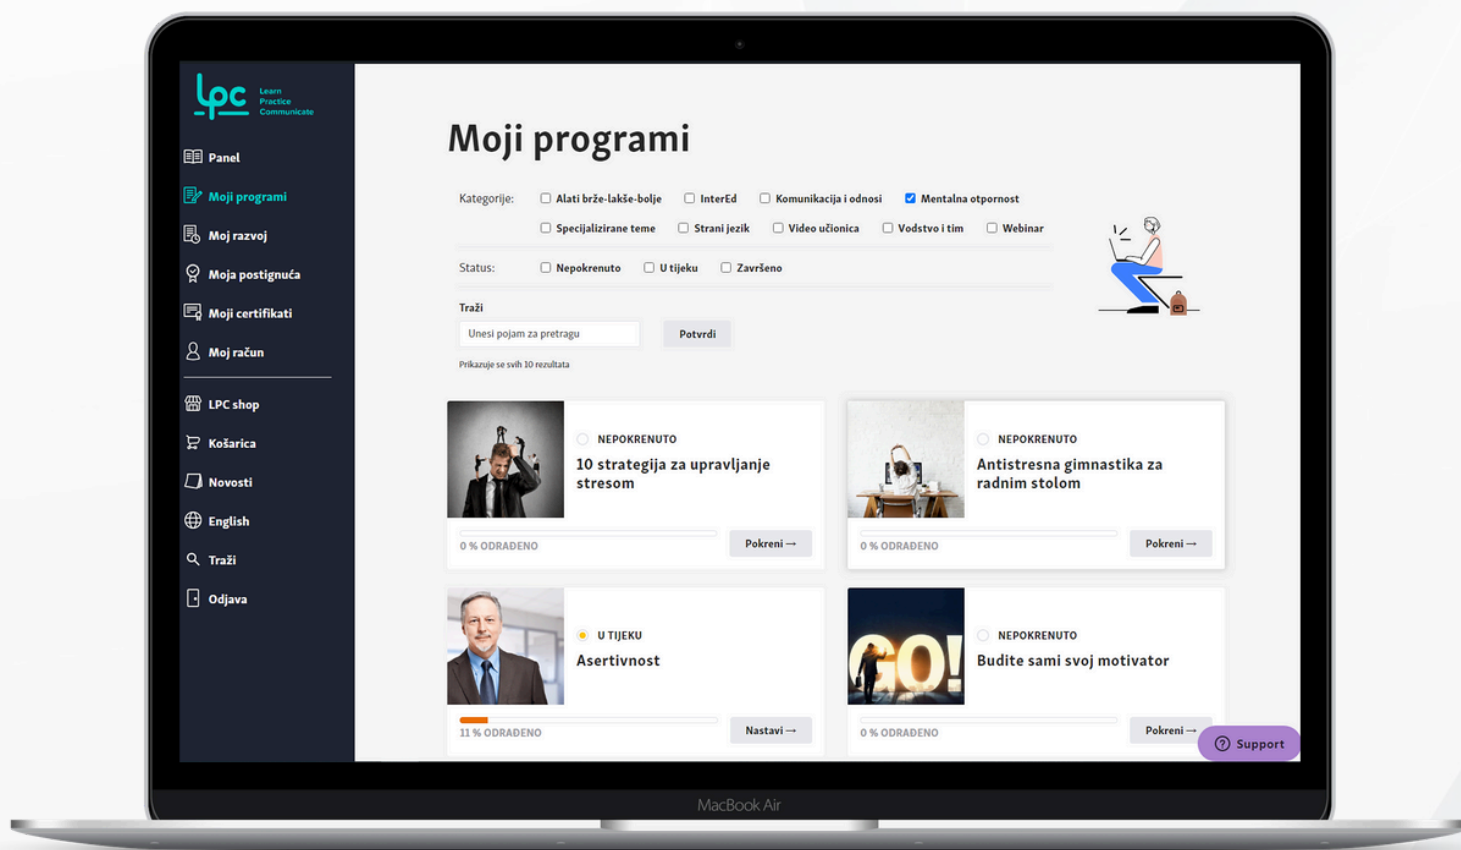 lpc
Learn
Practice
Communicate
Panel
Moji programi
Moj razvoj
Moja postignuća
Moji certifikati
Moj račun
LPC shop
Košarica
Novosti
English
Traži
Odjava
Moji programi
Kategorije: Alati brže-lakše-bolje InterEd Komunikacija i odnosi Mentalna otpornost
Specijalizirane teme Strani jezik Video učionica Vodstvo i tim Webinar
Status: Nepokrenuto U tijeku Završeno
Traži
Unesi pojam za pretragu Potvrdi
Prikazuje se svih 10 rezultata
NEPOKRENUTO
10 strategija za upravljanje
stresom
0 % ODRAĐENO Pokreni →
NEPOKRENUTO
Antistresna gimnastika za
radnim stolom
0 % ODRAĐENO Pokreni →
U TIJEKU
Asertivnost
11 % ODRAĐENO Nastavi →
GO!
NEPOKRENUTO
Budite sami svoj motivator
0 % ODRAĐENO Pokreni →
Support
MacBook Air